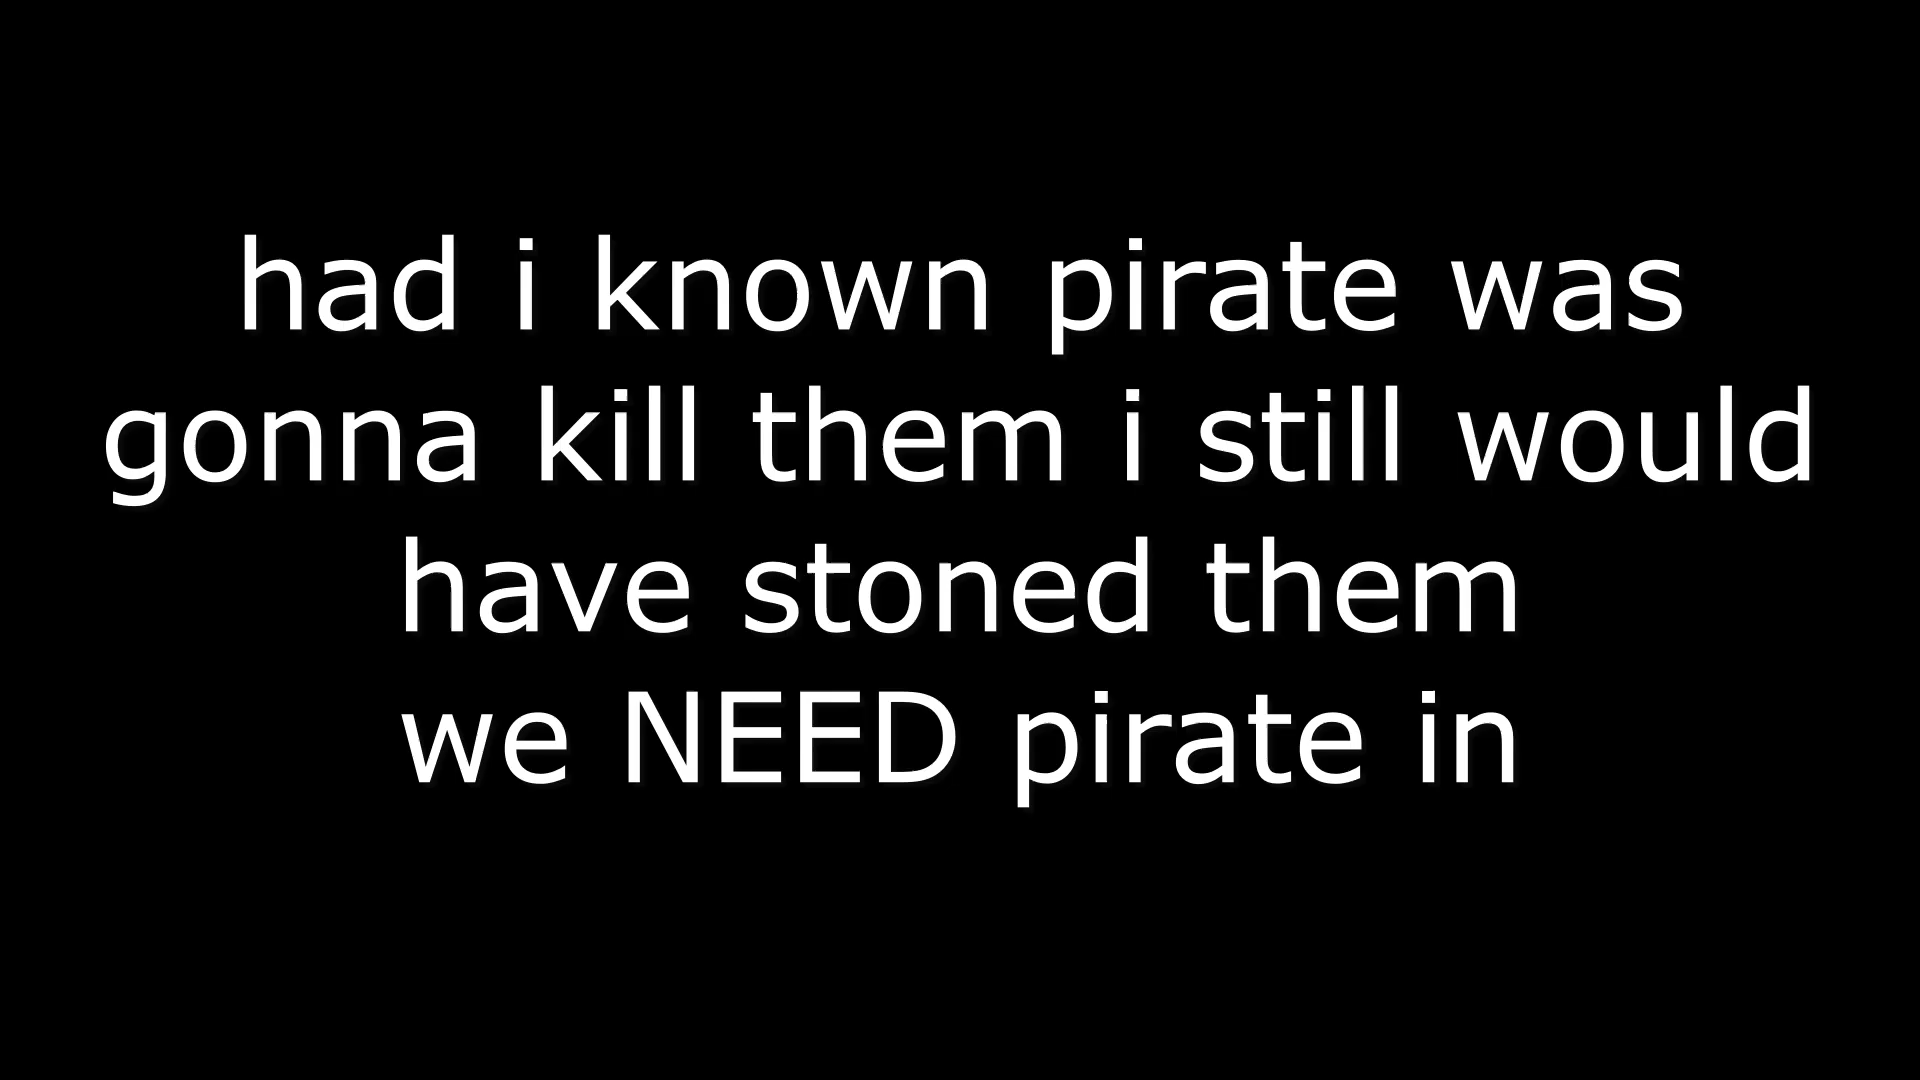 had i known pirate was
gonna kill them i still would
have stoned them
we NEED pirate in